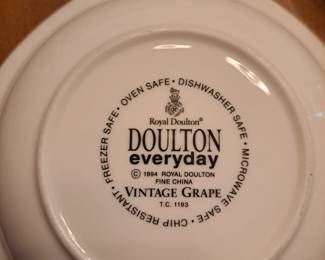 FREEZER SAFE • OVEN SAFE • DISHWASHER SAFE • MICROWAVE SAFE • CHIP RESISTANT •
Royal Doulton®
DOULTON
everyday
© 1994 ROYAL DOULTON
FINE CHINA
VINTAGE GRAPE
T.C. 1193